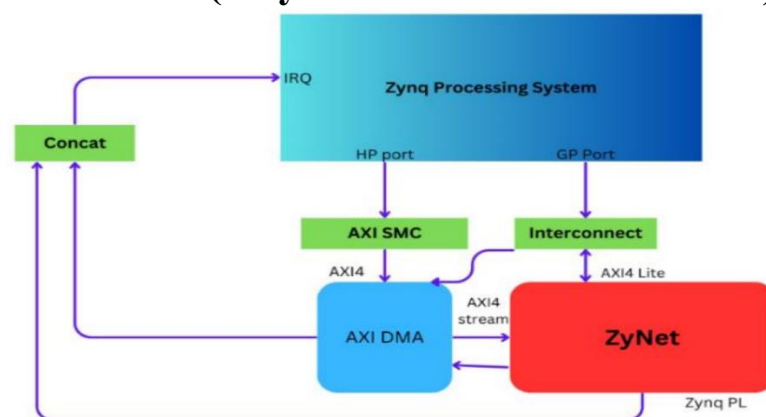 IRQ
Zynq Processing System
Concat
HP port
GP Port
AXI SMC
Interconnect
AXI4
AXI4 Lite
AXI4
stream
AXI DMA
ZyNet
Zynq PL